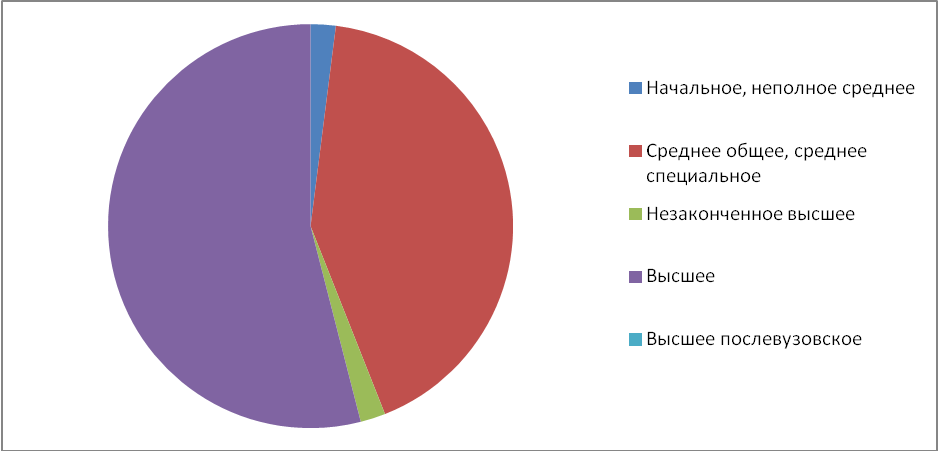 Начальное, неполное среднее
Среднее общее, среднее
специальное
Незаконченное высшее
Высшее
Высшее послевузовское